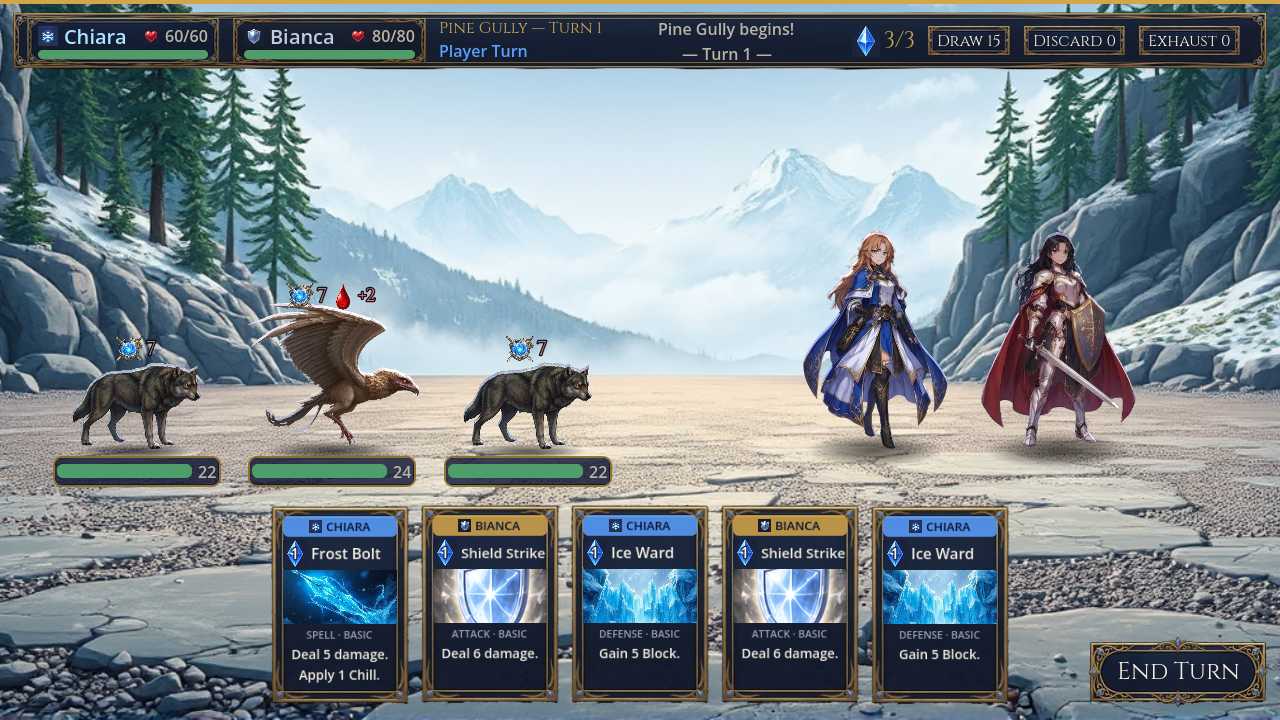 Chiara 60/60
Bianca 80/80
PINE GULLY — TURN 1
Player Turn
Pine Gully begins!
— Turn 1 —
3/3
DRAW 15
DISCARD 0
EXHAUST 0
7
7 +2
7
22
24
22
CHIARA
1 Frost Bolt
SPELL · BASIC
Deal 5 damage.
Apply 1 Chill.
BIANCA
1 Shield Strike
ATTACK · BASIC
Deal 6 damage.
CHIARA
1 Ice Ward
DEFENSE · BASIC
Gain 5 Block.
BIANCA
1 Shield Strike
ATTACK · BASIC
Deal 6 damage.
CHIARA
1 Ice Ward
DEFENSE · BASIC
Gain 5 Block.
END TURN